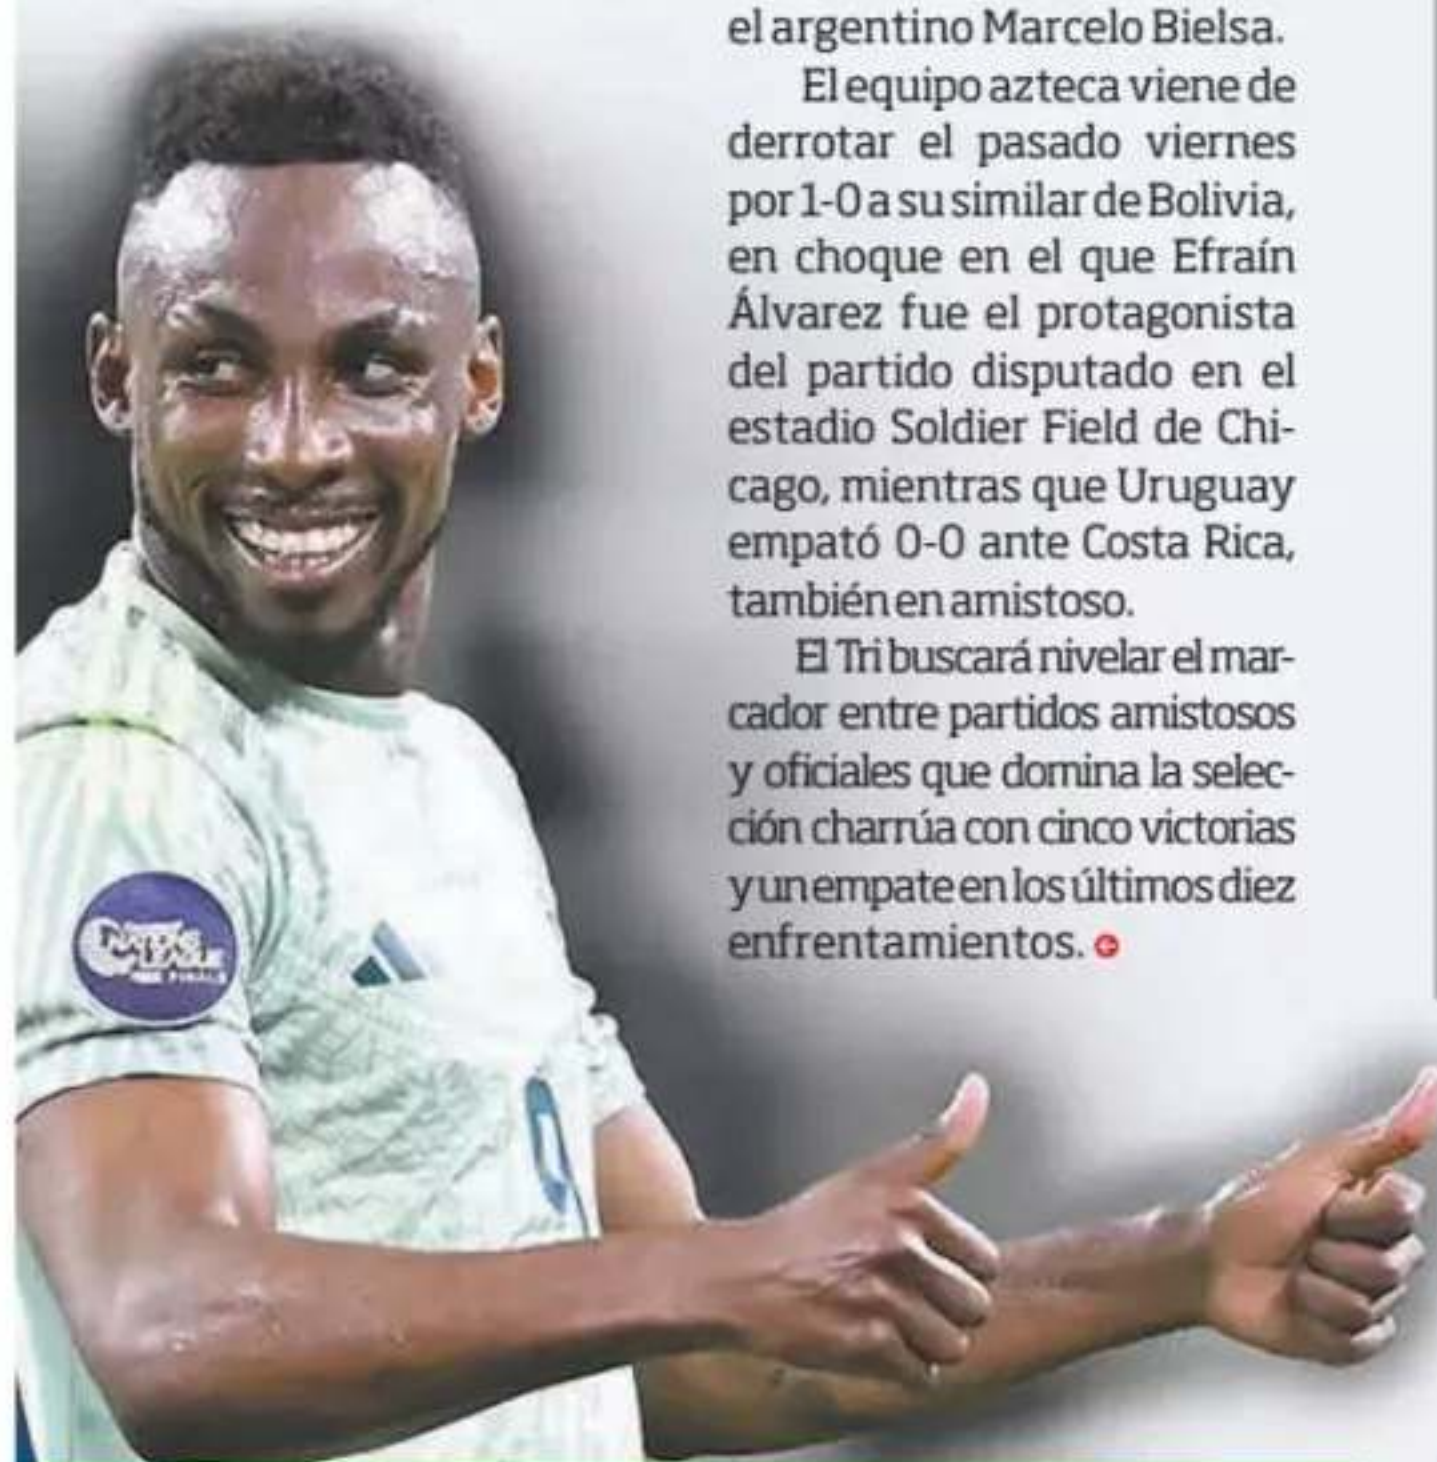 el argentino Marcelo Bielsa.
El equipo azteca viene de
derrotar el pasado viernes
por 1-0 a su similar de Bolivia,
en choque en el que Efraín
Álvarez fue el protagonista
del partido disputado en el
estadio Soldier Field de Chi-
cago, mientras que Uruguay
empató 0-0 ante Costa Rica,
también en amistoso.
El Tri buscará nivelar el mar-
cador entre partidos amistosos
y oficiales que domina la selec-
ción charrúa con cinco victorias
y un empate en los últimos diez
enfrentamientos.
NATIONS
LEAGUE
FINALS